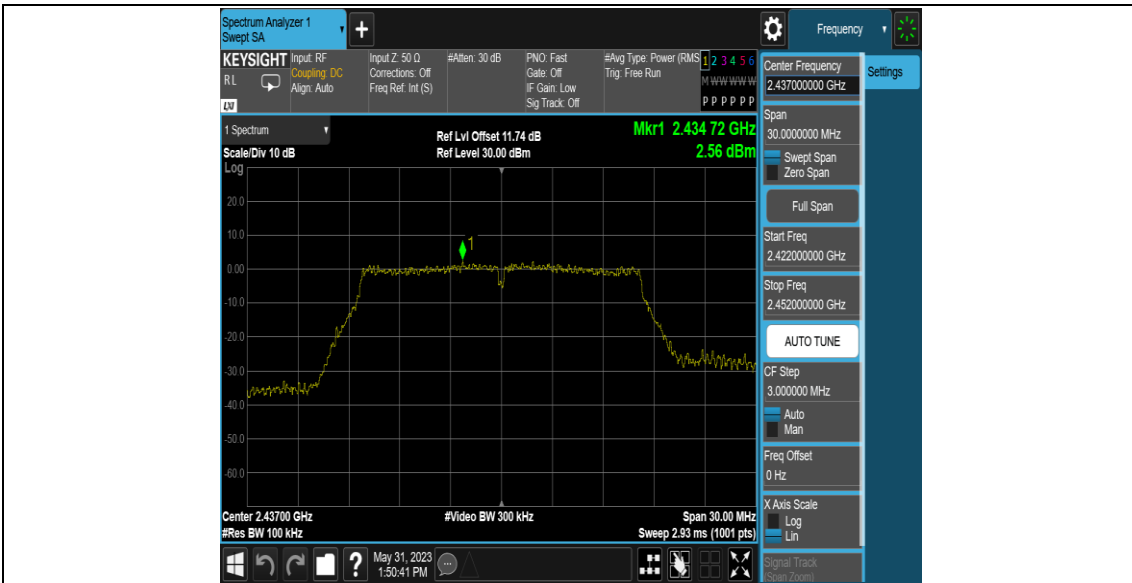 Spectrum Analyzer 1
Swept SA
+
Frequency
KEYSIGHT
RL
LXI
Input: RF
Coupling: DC
Align: Auto
Input Z: 50 Ω
Corrections: Off
Freq Ref: Int (S)
#Atten: 30 dB
PNO: Fast
Gate: Off
IF Gain: Low
Sig Track: Off
#Avg Type: Power (RMS
Trig: Free Run
1 2 3 4 5 6
M W W W W W
P P P P P P
1 Spectrum
Scale/Div 10 dB
Log
Ref Lvl Offset 11.74 dB
Ref Level 30.00 dBm
Mkr1 2.434 72 GHz
2.56 dBm
20.0
10.0
0.00
-10.0
-20.0
-30.0
-40.0
-50.0
-60.0
1
Center 2.43700 GHz
#Res BW 100 kHz
#Video BW 300 kHz
Span 30.00 MHz
Sweep 2.93 ms (1001 pts)
?
May 31, 2023
1:50:41 PM
Center Frequency
2.437000000 GHz
Settings
Span
30.0000000 MHz
Swept Span
Zero Span
Full Span
Start Freq
2.422000000 GHz
Stop Freq
2.452000000 GHz
AUTO TUNE
CF Step
3.000000 MHz
Auto
Man
Freq Offset
0 Hz
X Axis Scale
Log
Lin
Signal Track
(Span Zoom)